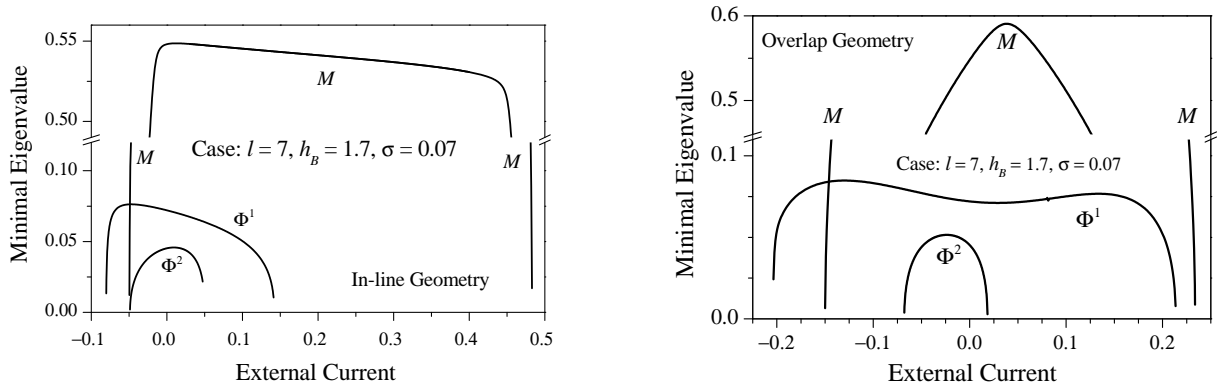 Minimal Eigenvalue
0.55
0.50
0.10
0.05
0.00
M
M
M
Case: l = 7, h_B = 1.7, σ = 0.07
Φ¹
Φ²
In-line Geometry
−0.1 0.0 0.1 0.2 0.3 0.4 0.5
External Current
Minimal Eigenvalue
0.6
0.5
0.1
0.0
Overlap Geometry
M
M
M
Case: l = 7, h_B = 1.7, σ = 0.07
Φ¹
Φ²
−0.2 −0.1 0.0 0.1 0.2
External Current